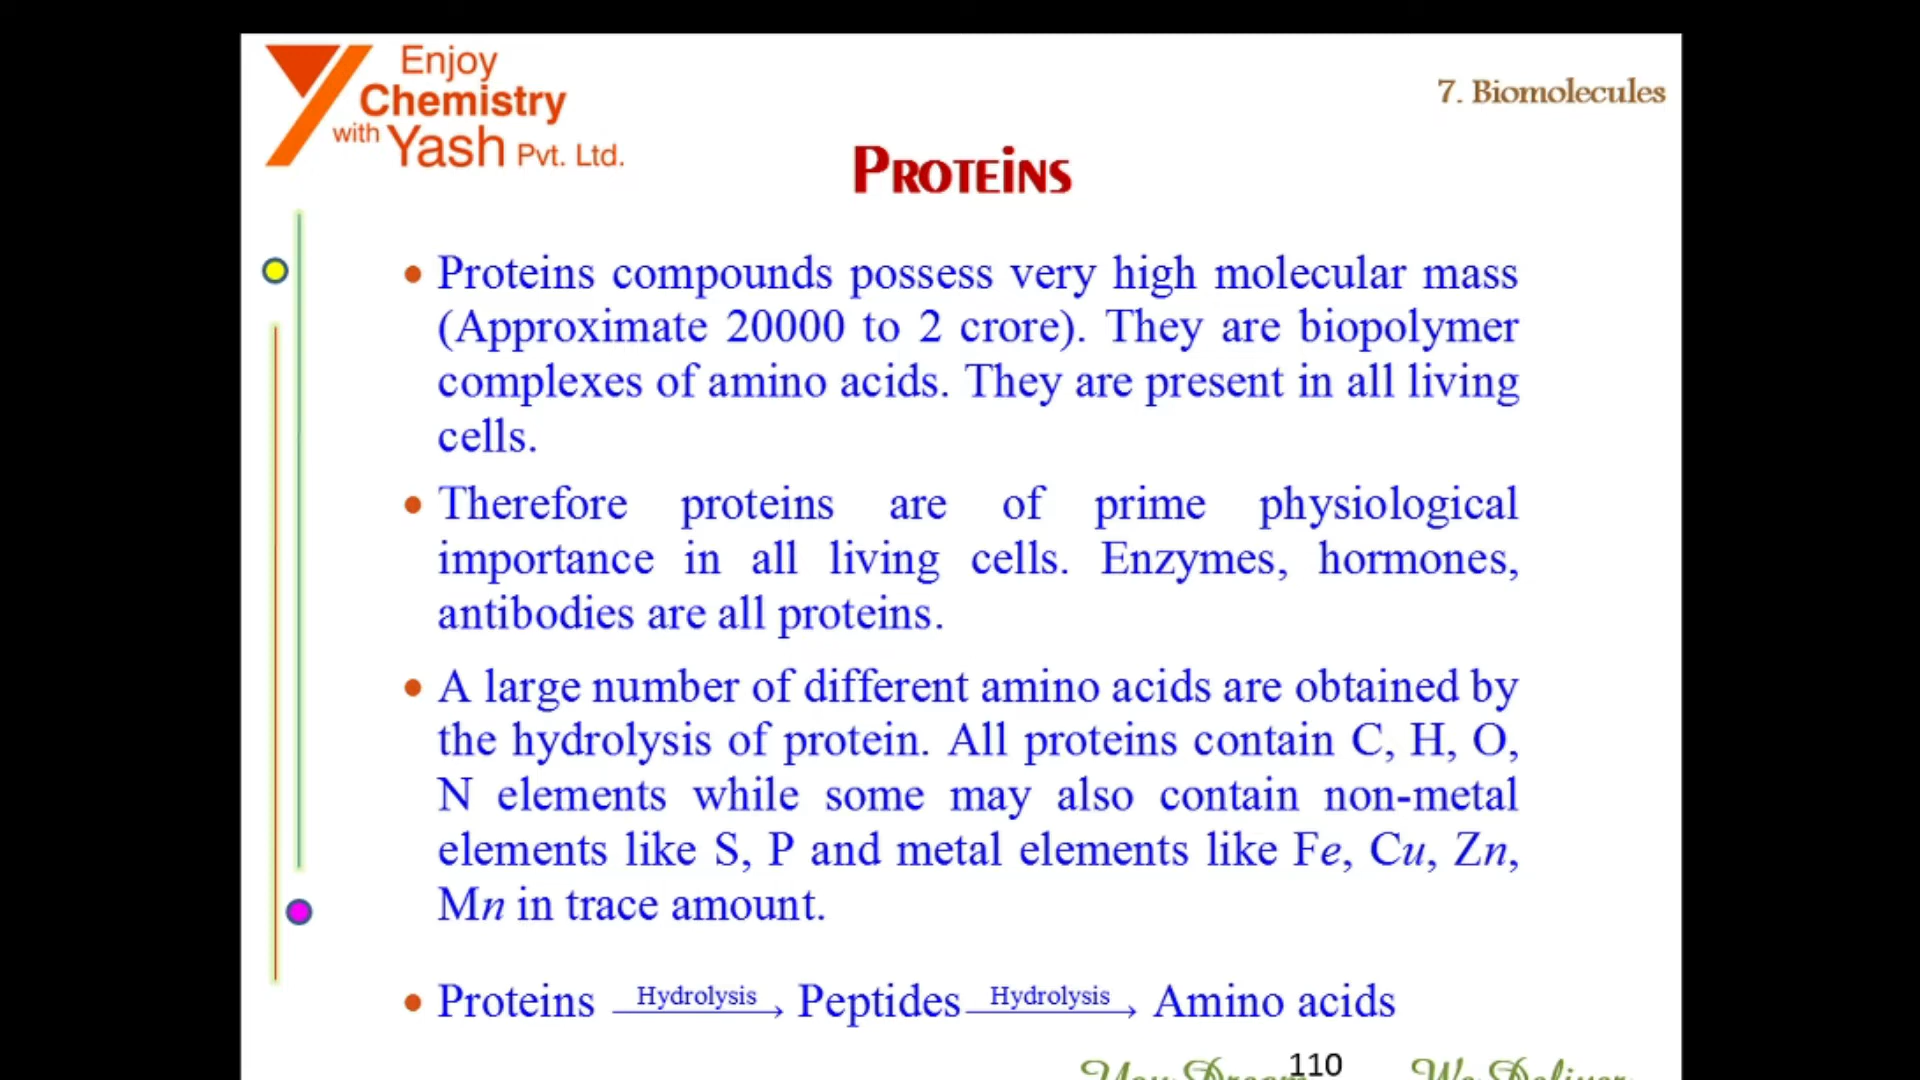 Enjoy
Chemistry
with Yash Pvt. Ltd.
7. Biomolecules
Proteins
• Proteins compounds possess very high molecular mass
(Approximate 20000 to 2 crore). They are biopolymer
complexes of amino acids. They are present in all living
cells.
• Therefore proteins are of prime physiological
importance in all living cells. Enzymes, hormones,
antibodies are all proteins.
• A large number of different amino acids are obtained by
the hydrolysis of protein. All proteins contain C, H, O,
N elements while some may also contain non-metal
elements like S, P and metal elements like Fe, Cu, Zn,
Mn in trace amount.
• Proteins Hydrolysis→ Peptides Hydrolysis→ Amino acids
You Dream 110 We Deliver